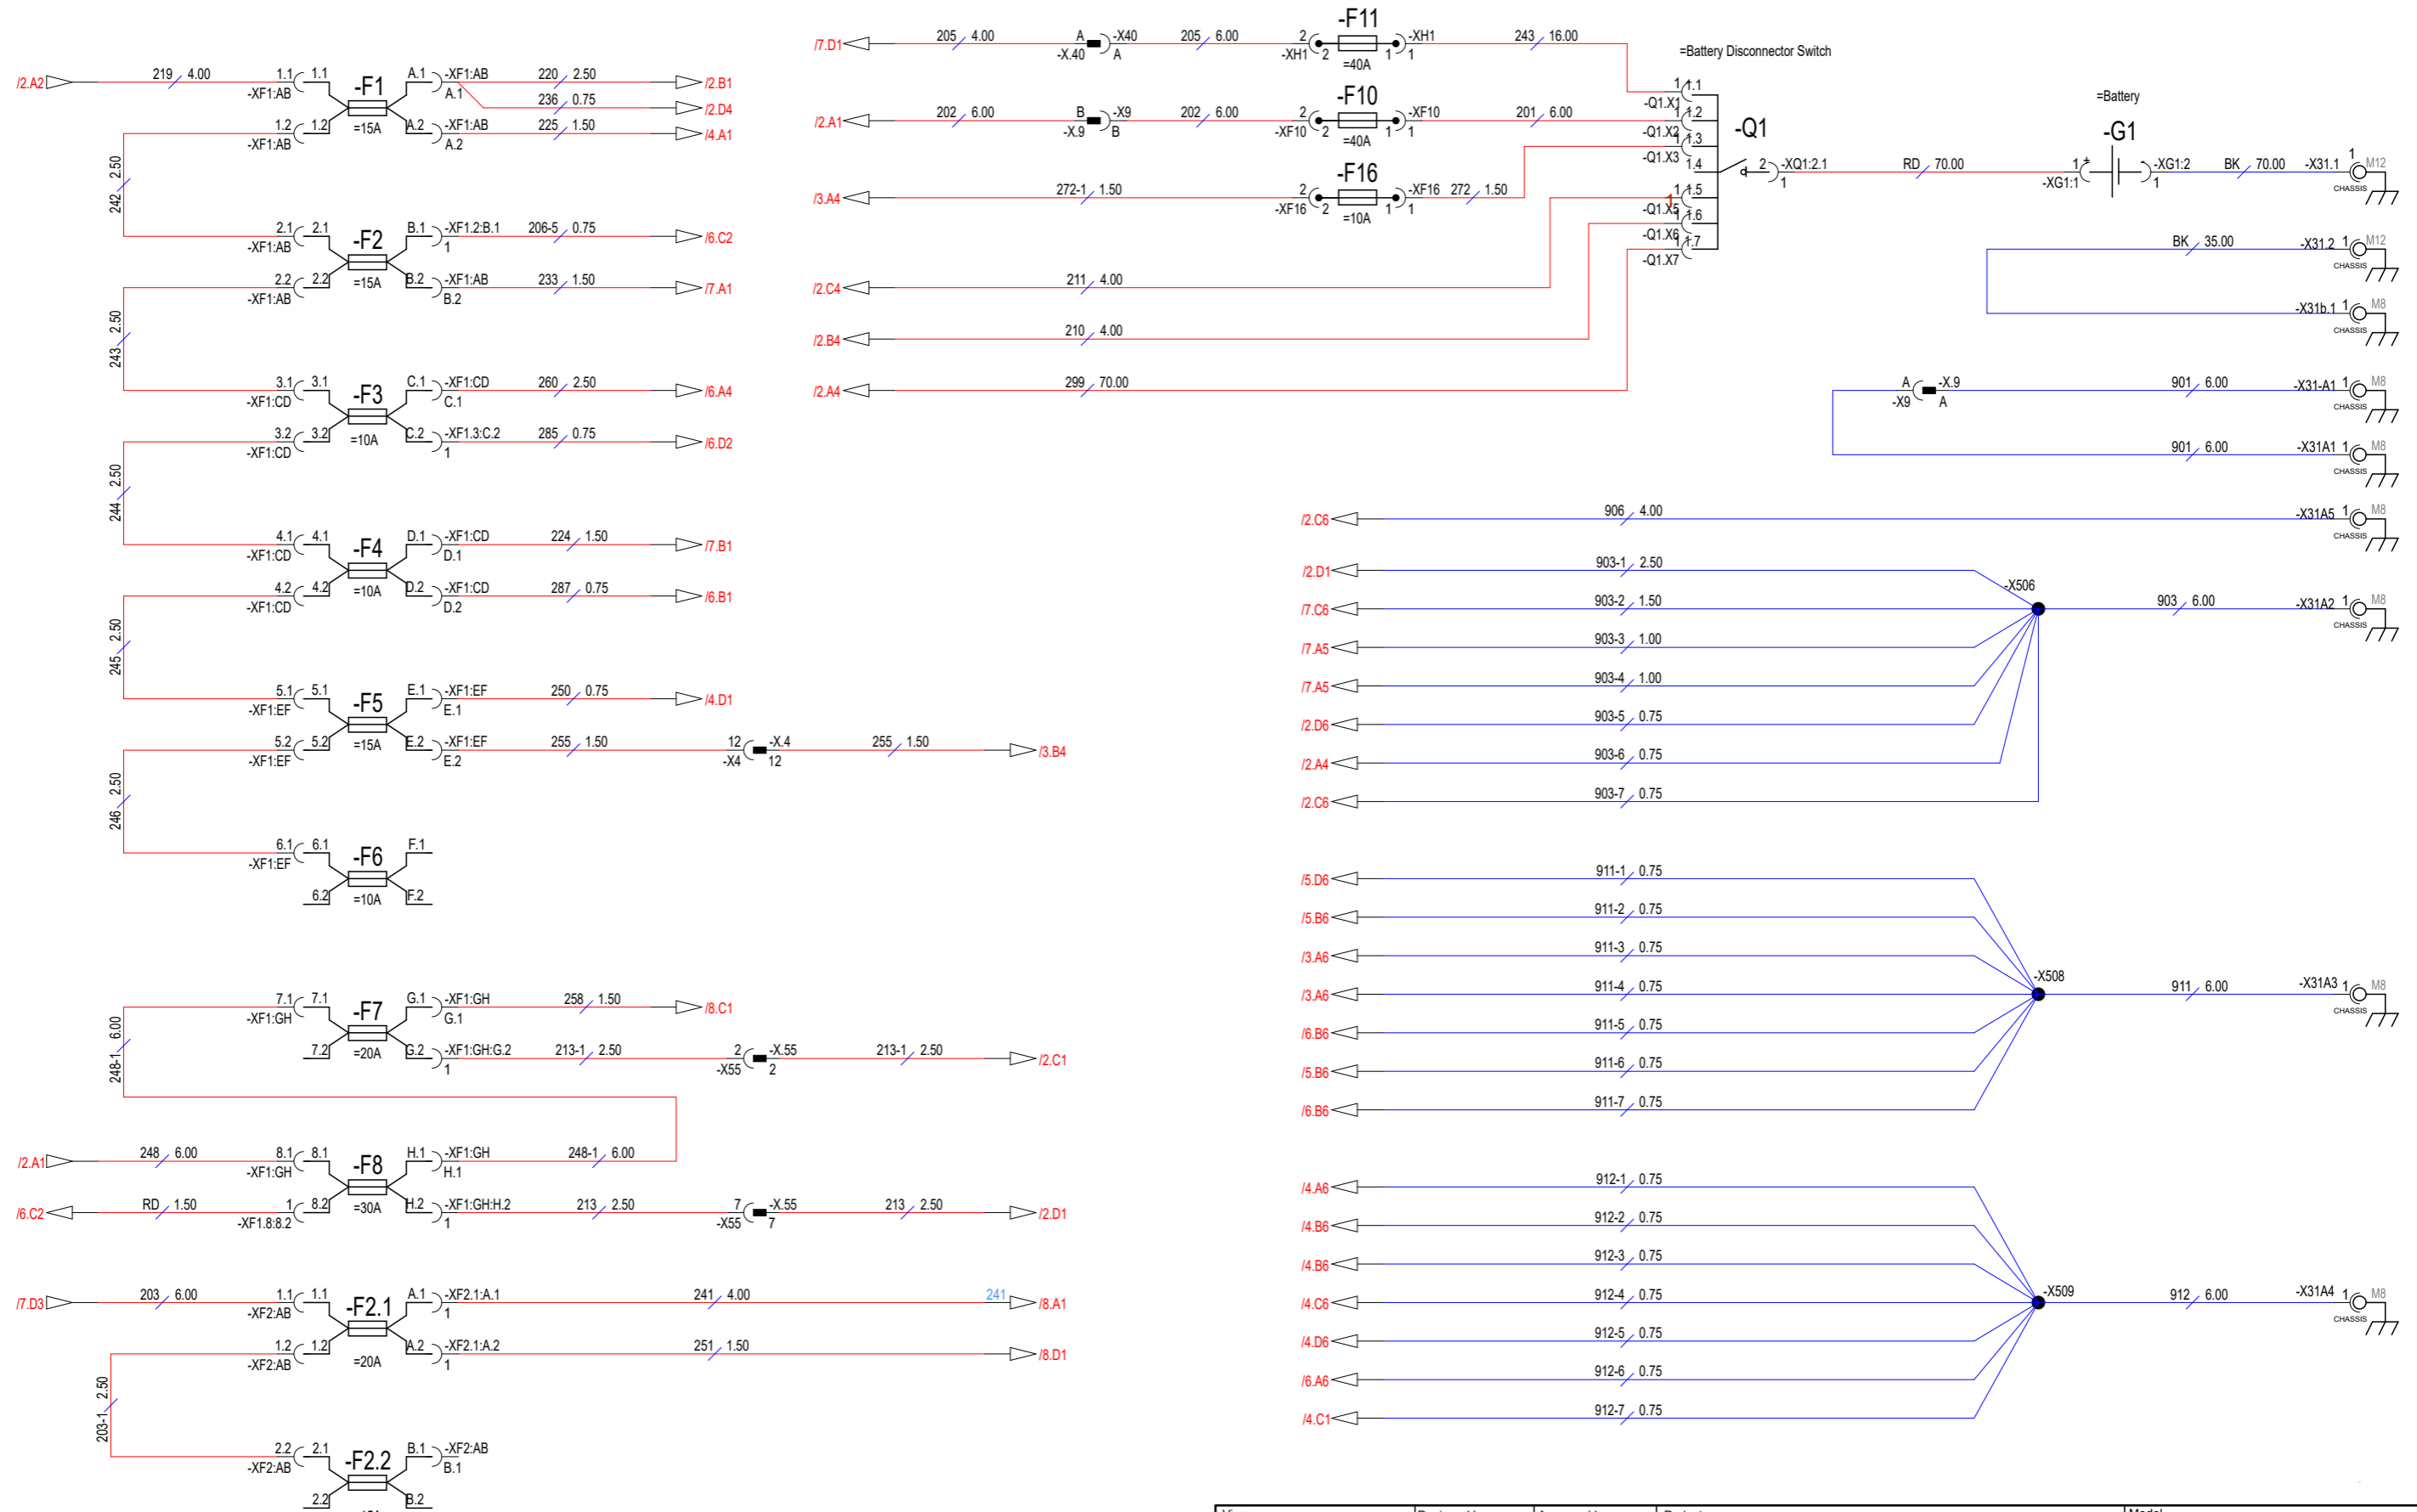 /2.A2 219 4.00 1.1 1.1 -XF1:AB -F1 =15A A.1 -XF1:AB A.1 220 2.50 /2.B1
236 0.75 /2.D4
1.2 1.2 -XF1:AB A.2 -XF1:AB A.2 225 1.50 /4.A1
242 2.50
2.1 2.1 -XF1:AB -F2 =15A B.1 -XF1.2:B.1 1 206-5 0.75 /6.C2
2.2 2.2 -XF1:AB B.2 -XF1:AB B.2 233 1.50 /7.A1
243 2.50
3.1 3.1 -XF1:CD -F3 =10A C.1 -XF1:CD C.1 260 2.50 /6.A4
3.2 3.2 -XF1:CD C.2 -XF1.3:C.2 1 285 0.75 /6.D2
244 2.50
4.1 4.1 -XF1:CD -F4 =10A D.1 -XF1:CD D.1 224 1.50 /7.B1
4.2 4.2 -XF1:CD D.2 -XF1:CD D.2 287 0.75 /6.B1
245 2.50
5.1 5.1 -XF1:EF -F5 =15A E.1 -XF1:EF E.1 250 0.75 /4.D1
5.2 5.2 -XF1:EF E.2 -XF1:EF E.2 255 1.50 12 -X4 -X.4 12 255 1.50 /3.B4
246 2.50
6.1 6.1 -XF1:EF -F6 =10A F.1
6.2 F.2
7.1 7.1 -XF1:GH -F7 =20A G.1 -XF1:GH G.1 258 1.50 /8.C1
7.2 G.2 -XF1:GH:G.2 1 213-1 2.50 2 -X55 -X.55 2 213-1 2.50 /2.C1
248-1 6.00
/2.A1 248 6.00 8.1 8.1 -XF1:GH -F8 =30A H.1 -XF1:GH H.1 248-1 6.00
/6.C2 RD 1.50 1 8.2 -XF1.8:8.2 H.2 -XF1:GH:H.2 1 213 2.50 7 -X55 -X.55 7 213 2.50 /2.D1
/7.D3 203 6.00 1.1 1.1 -XF2:AB -F2.1 =20A A.1 -XF2.1:A.1 1 241 4.00 241 /8.A1
1.2 1.2 -XF2:AB A.2 -XF2.1:A.2 1 251 1.50 /8.D1
203-1 2.50
2.2 2.1 -XF2:AB -F2.2 B.1 -XF2:AB B.1
2.2 B.2
/7.D1 205 4.00 A -X.40 -X40 A 205 6.00 2 -XH1 2 -F11 =40A 1 -XH1 1 243 16.00
=Battery Disconnector Switch
1 1.1 -Q1.X1
/2.A1 202 6.00 B -X.9 -X9 B 202 6.00 2 -XF10 2 -F10 =40A 1 -XF10 1 201 6.00 1 1.2 -Q1.X2
1 1.3 -Q1.X3
-Q1
1.4 2 -XQ1:2.1 1 RD 70.00
=Battery
-G1
1 + -XG1:1 - -XG1:2 1 BK 70.00 -X31.1 1 M12 CHASSIS
/3.A4 272-1 1.50 2 -XF16 2 -F16 =10A 1 -XF16 1 272 1.50
1 1.5 1 -Q1.X5
1 1.6 -Q1.X6
1 1.7 -Q1.X7
/2.C4 211 4.00
/2.B4 210 4.00
/2.A4 299 70.00
BK 35.00 -X31.2 1 M12 CHASSIS
-X31b.1 1 M8 CHASSIS
A -X9 -X.9 A 901 6.00 -X31-A1 1 M8 CHASSIS
901 6.00 -X31A1 1 M8 CHASSIS
/2.C6 906 4.00 -X31A5 1 M8 CHASSIS
/2.D1 903-1 2.50
-X506
/7.C6 903-2 1.50 903 6.00 -X31A2 1 M8 CHASSIS
/7.A5 903-3 1.00
/7.A5 903-4 1.00
/2.D6 903-5 0.75
/2.A4 903-6 0.75
/2.C6 903-7 0.75
/5.D6 911-1 0.75
/5.B6 911-2 0.75
/3.A6 911-3 0.75
/3.A6 911-4 0.75 -X508 911 6.00 -X31A3 1 M8 CHASSIS
/6.B6 911-5 0.75
/5.B6 911-6 0.75
/6.B6 911-7 0.75
/4.A6 912-1 0.75
/4.B6 912-2 0.75
/4.B6 912-3 0.75
/4.C6 912-4 0.75 -X509 912 6.00 -X31A4 1 M8 CHASSIS
/4.D6 912-5 0.75
/6.A6 912-6 0.75
/4.C1 912-7 0.75